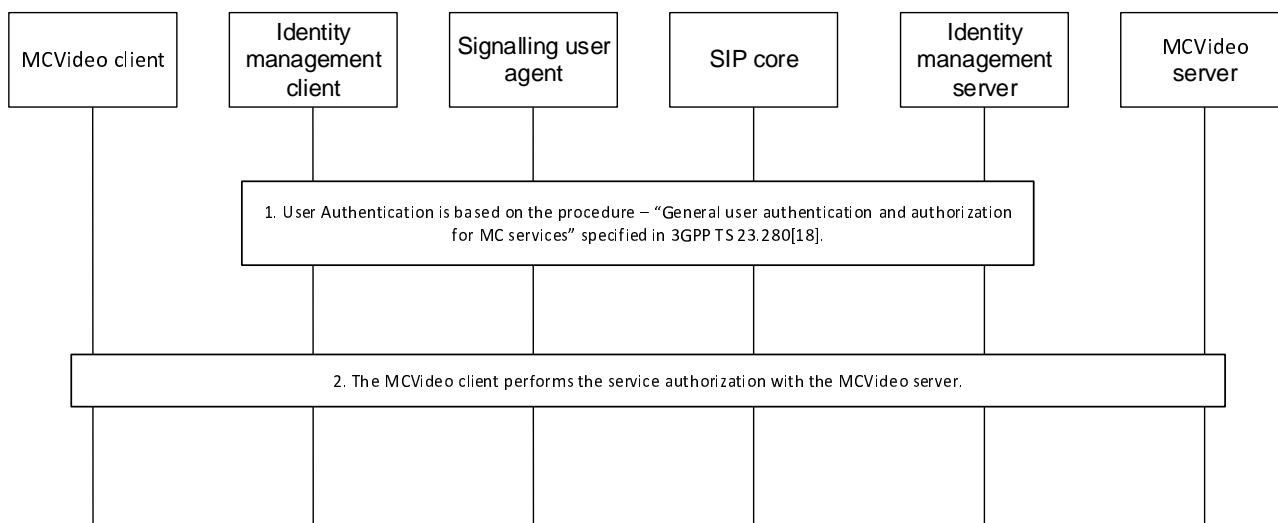 MCVideo client
Identity
management
client
Signalling user
agent
SIP core
Identity
management
server
MCVideo
server
1. User Authentication is based on the procedure – “General user authentication and authorization
for MC services” specified in 3GPP TS 23.280[18].
2. The MCVideo client performs the service authorization with the MCVideo server.